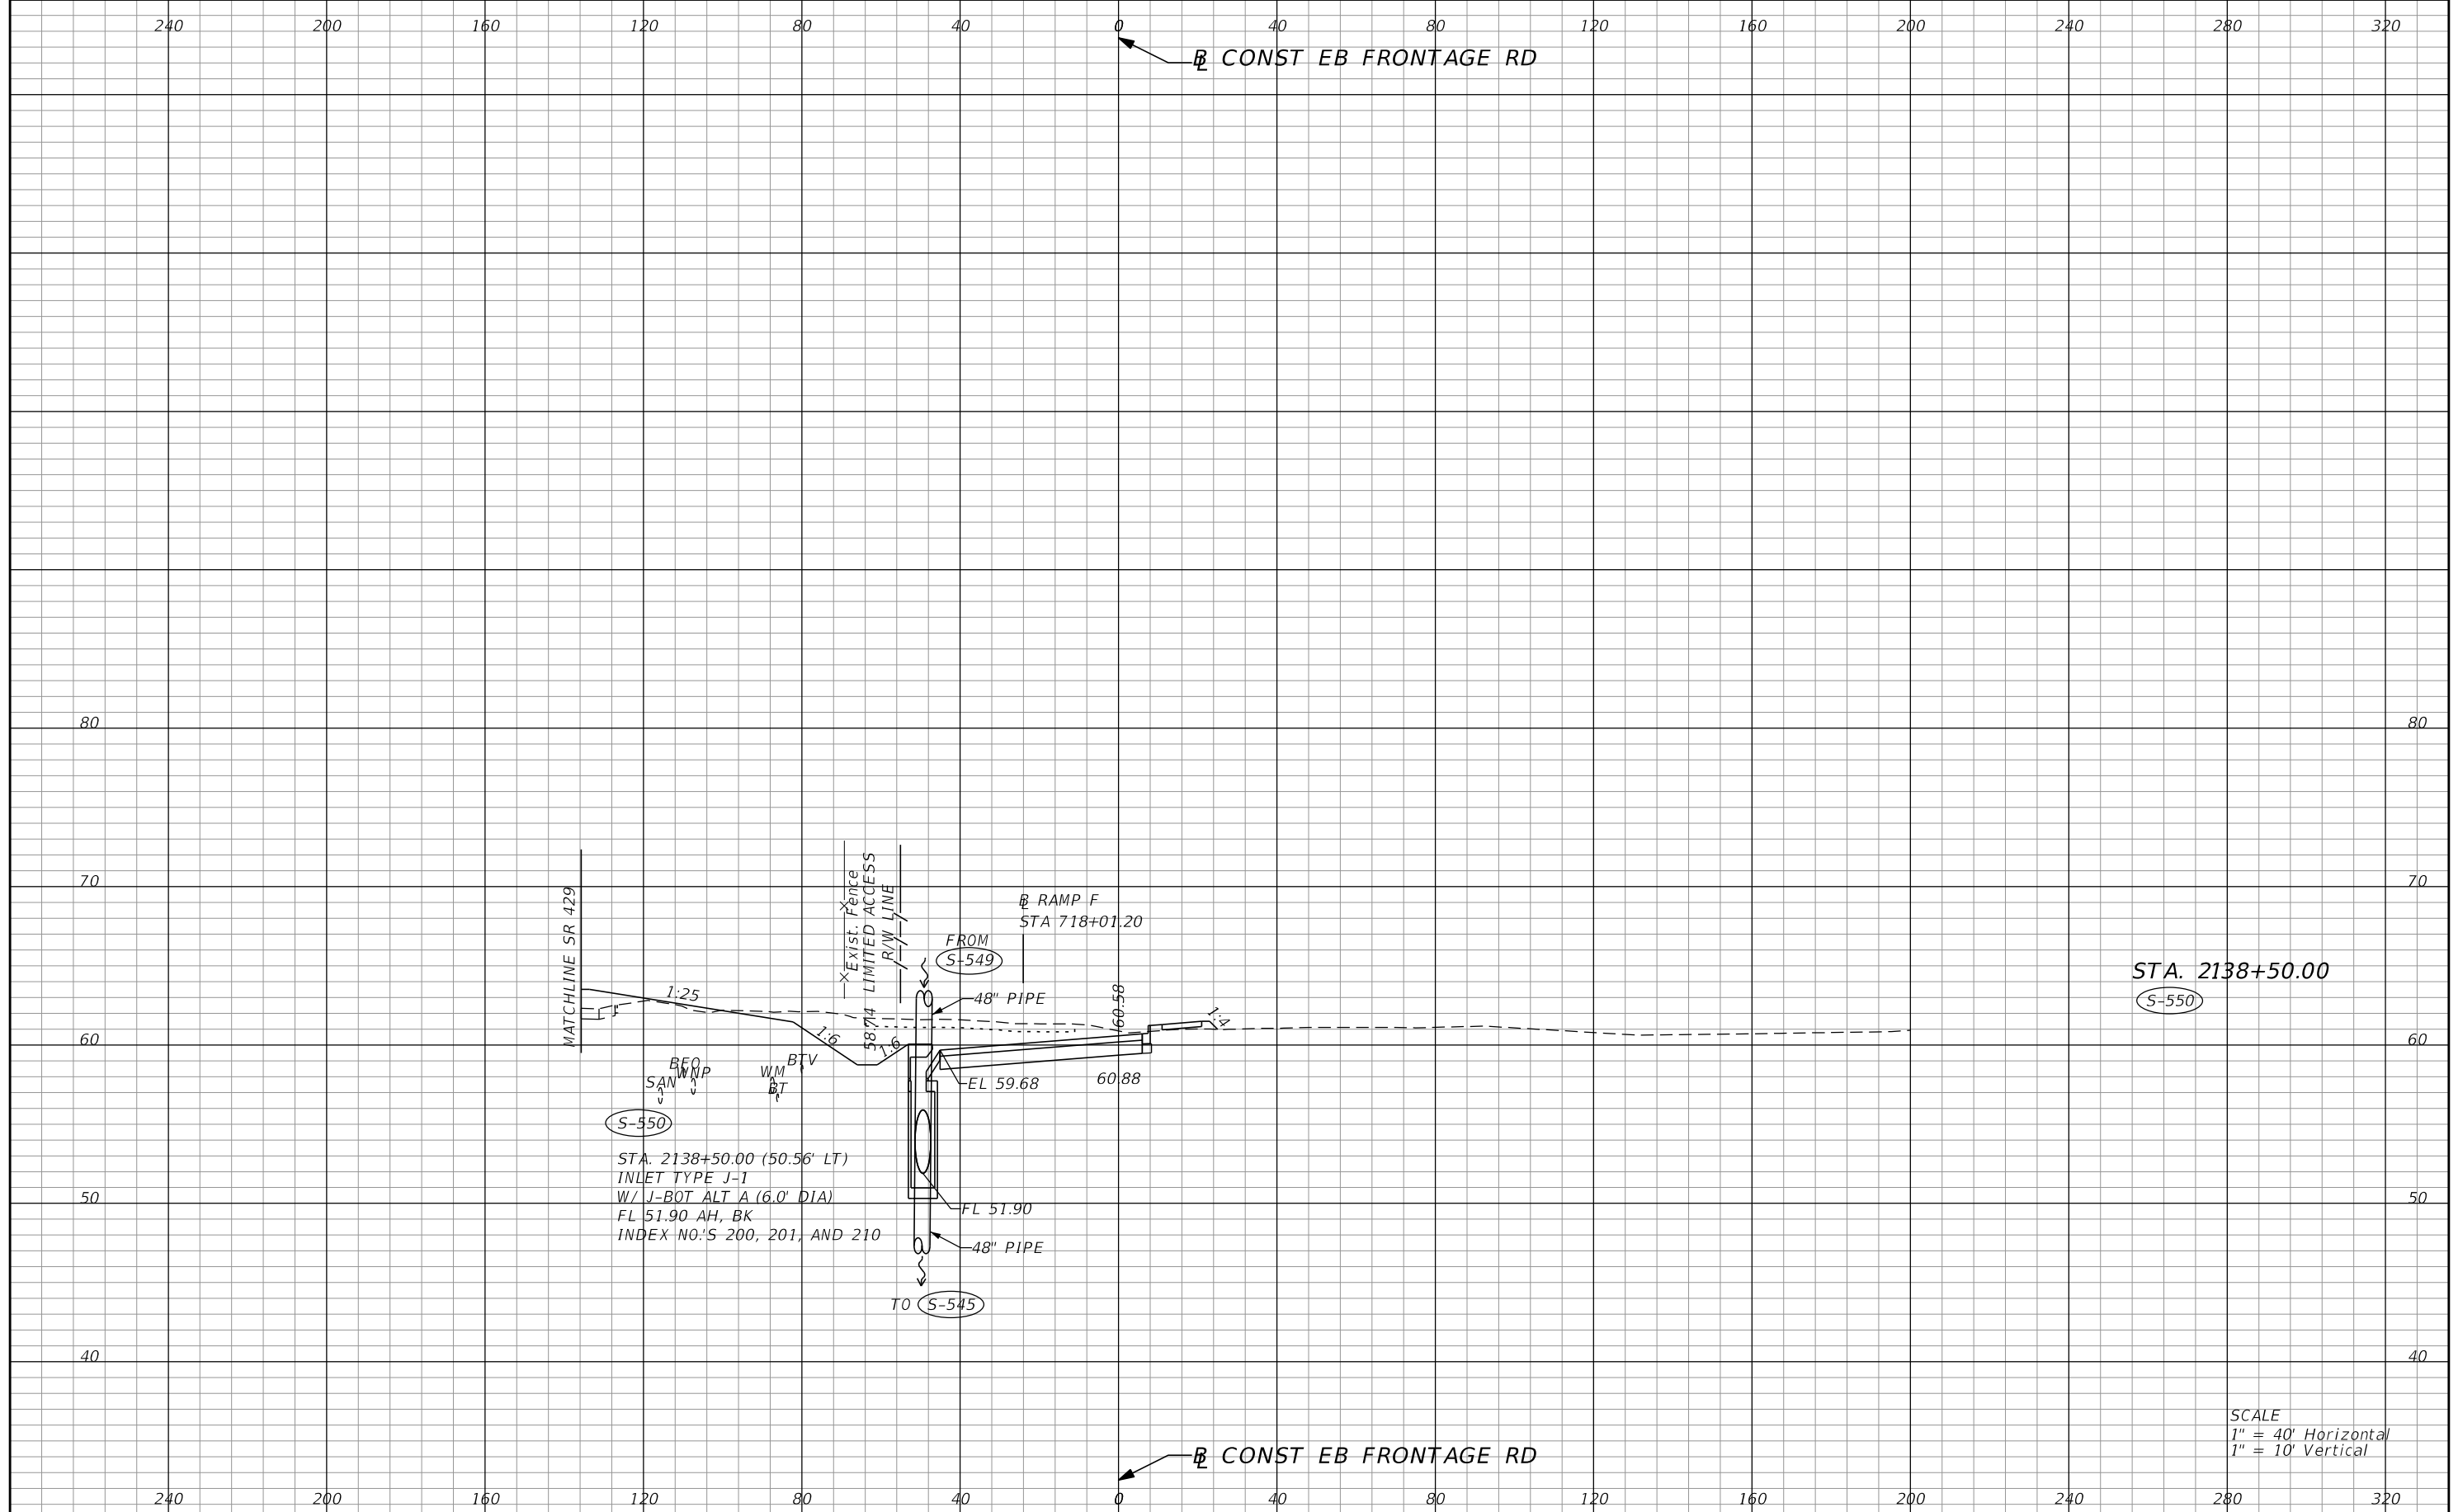 240 200 160 120 80 40 0 40 80 120 160 200 240 280 320
BL CONST EB FRONTAGE RD
80 80
70 70
MATCHLINE SR 429
Exist. Fence
LIMITED ACCESS
R/W LINE
BL RAMP F
STA 718+01.20
FROM
S-549
STA. 2138+50.00
S-550
1:25
48" PIPE
60.58
1:4
58.74
1:6
1:6
60 60
BFO
WNP
SAN
WM
BT
BTV
EL 59.68
60.88
S-550
STA. 2138+50.00 (50.56' LT)
INLET TYPE J-1
W/ J-BOT ALT A (6.0' DIA)
FL 51.90 AH, BK
INDEX NO.'S 200, 201, AND 210
50 50
FL 51.90
48" PIPE
TO S-545
40 40
SCALE
1" = 40' Horizontal
1" = 10' Vertical
BL CONST EB FRONTAGE RD
240 200 160 120 80 40 0 40 80 120 160 200 240 280 320